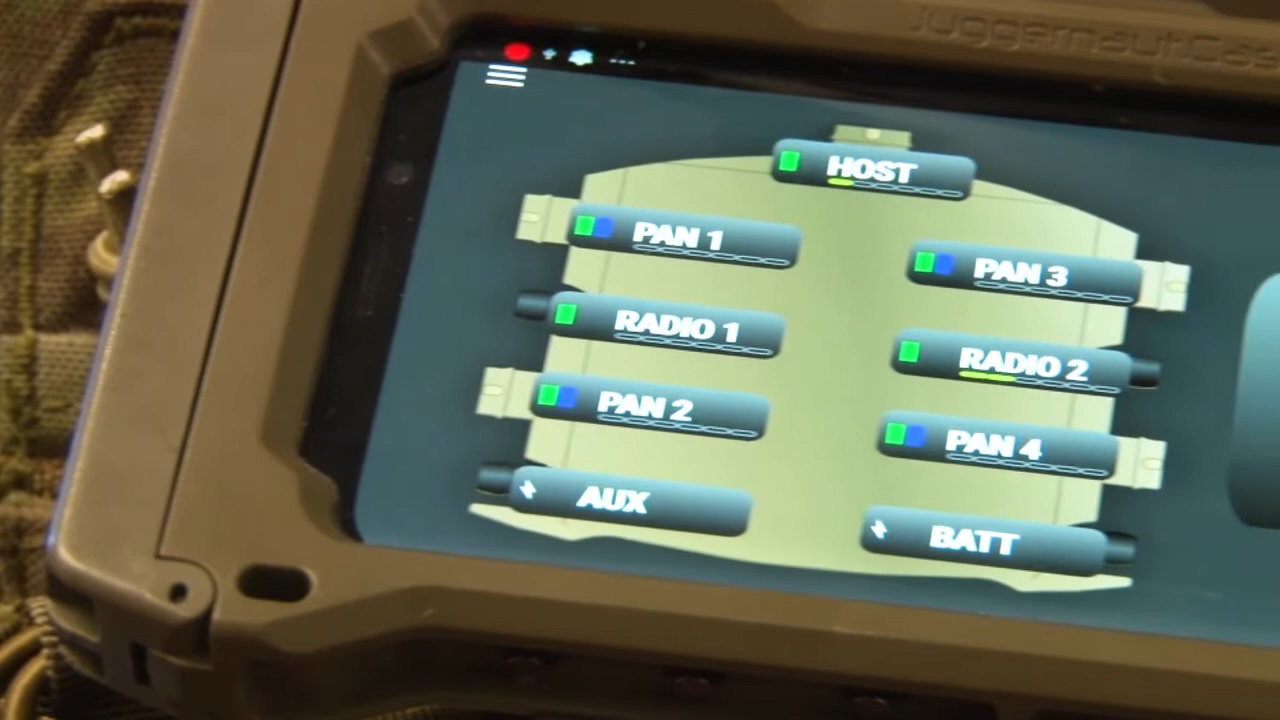 JuggernautCase
HOST
PAN 1
PAN 3
RADIO 1
RADIO 2
PAN 2
PAN 4
AUX
BATT